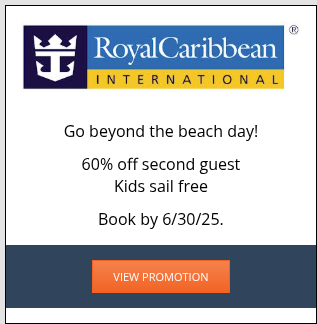 RoyalCaribbean®
INTERNATIONAL
Go beyond the beach day!
60% off second guest
Kids sail free
Book by 6/30/25.
VIEW PROMOTION